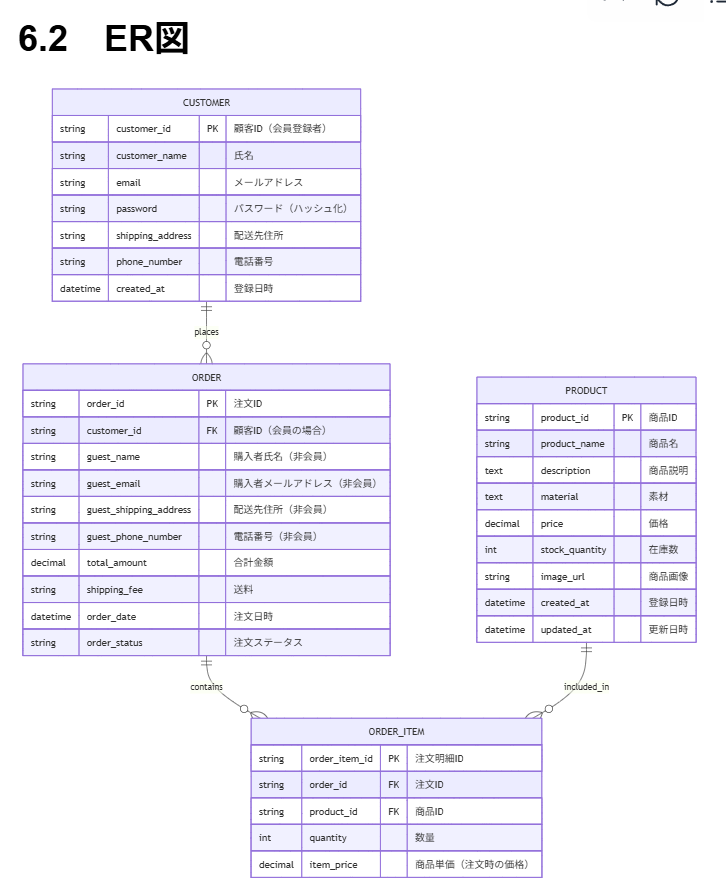 6.2　ER図
CUSTOMER
string customer_id PK 顧客ID（会員登録者）
string customer_name 氏名
string email メールアドレス
string password パスワード（ハッシュ化）
string shipping_address 配送先住所
string phone_number 電話番号
datetime created_at 登録日時
places
ORDER
string order_id PK 注文ID
string customer_id FK 顧客ID（会員の場合）
string guest_name 購入者氏名（非会員）
string guest_email 購入者メールアドレス（非会員）
string guest_shipping_address 配送先住所（非会員）
string guest_phone_number 電話番号（非会員）
decimal total_amount 合計金額
string shipping_fee 送料
datetime order_date 注文日時
string order_status 注文ステータス
PRODUCT
string product_id PK 商品ID
string product_name 商品名
text description 商品説明
text material 素材
decimal price 価格
int stock_quantity 在庫数
string image_url 商品画像
datetime created_at 登録日時
datetime updated_at 更新日時
contains
included_in
ORDER_ITEM
string order_item_id PK 注文明細ID
string order_id FK 注文ID
string product_id FK 商品ID
int quantity 数量
decimal item_price 商品単価（注文時の価格）